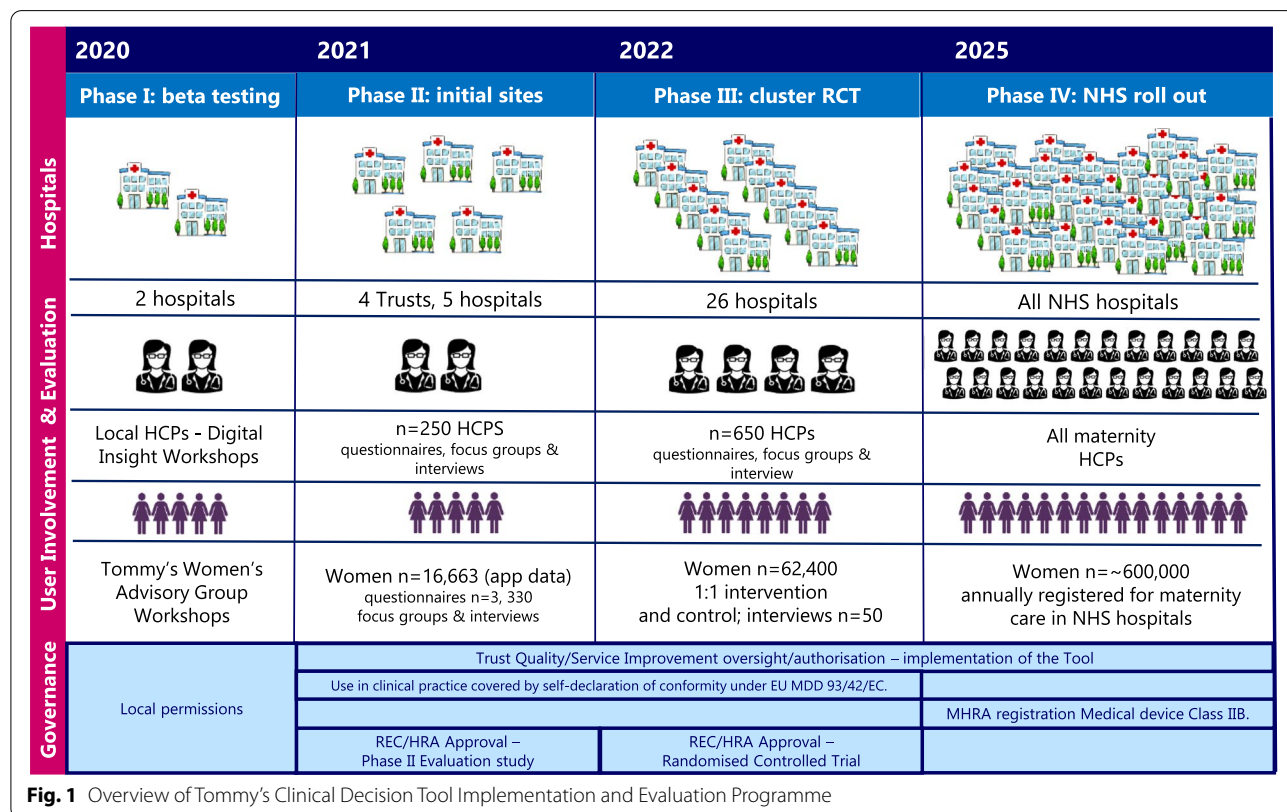 2020
2021
2022
2025
Phase I: beta testing
Phase II: initial sites
Phase III: cluster RCT
Phase IV: NHS roll out
Hospitals
2 hospitals
4 Trusts, 5 hospitals
26 hospitals
All NHS hospitals
User Involvement & Evaluation
Local HCPs - Digital
Insight Workshops
n=250 HCPS
questionnaires, focus groups &
interviews
n=650 HCPs
questionnaires, focus groups &
interview
All maternity
HCPs
Tommy's Women's
Advisory Group
Workshops
Women n=16,663 (app data)
questionnaires n=3, 330
focus groups & interviews
Women n=62,400
1:1 intervention
and control; interviews n=50
Women n=~600,000
annually registered for maternity
care in NHS hospitals
Governance
Local permissions
Trust Quality/Service Improvement oversight/authorisation – implementation of the Tool
Use in clinical practice covered by self-declaration of conformity under EU MDD 93/42/EC.
MHRA registration Medical device Class IIB.
REC/HRA Approval –
Phase II Evaluation study
REC/HRA Approval –
Randomised Controlled Trial
Fig. 1 Overview of Tommy's Clinical Decision Tool Implementation and Evaluation Programme